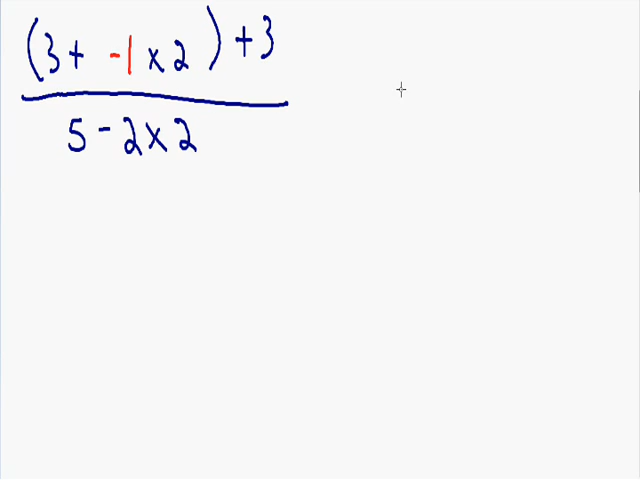 (3 + -1 x 2) + 3
5 - 2 x 2